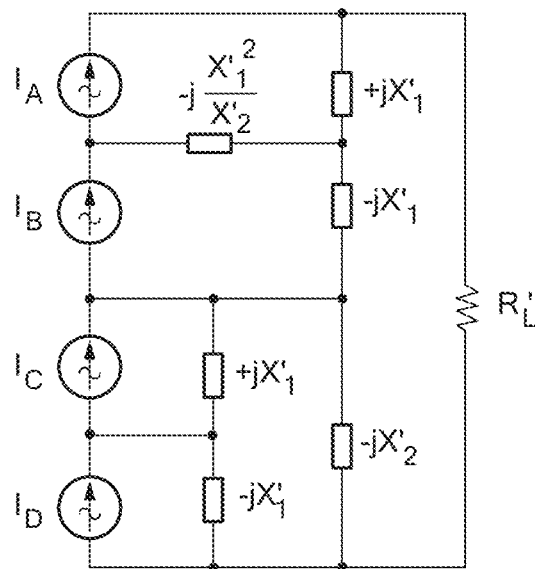 I_A
-j X'_1^2 / X'_2
+jX'_1
I_B
-jX'_1
R'_L
I_C
+jX'_1
-jX'_2
I_D
-jX'_1